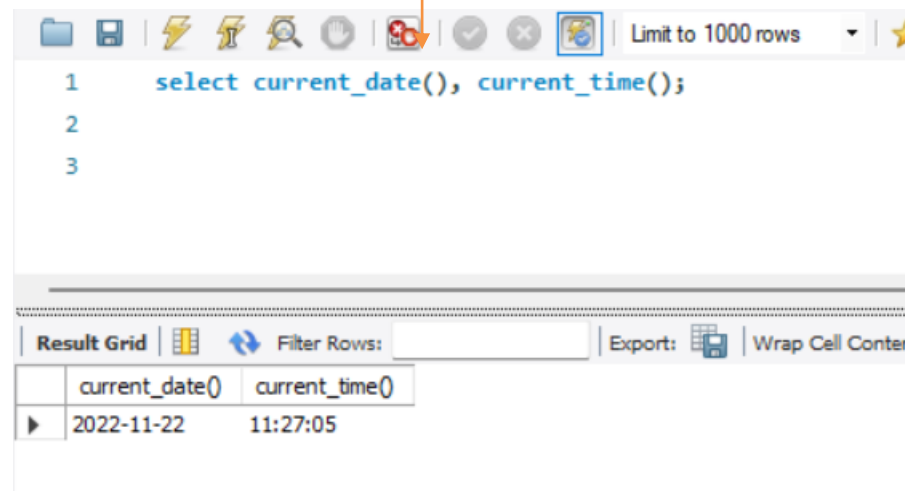 Limit to 1000 rows
1 select current_date(), current_time();
2
3
Result Grid Filter Rows: Export: Wrap Cell Conter
current_date() current_time()
2022-11-22 11:27:05